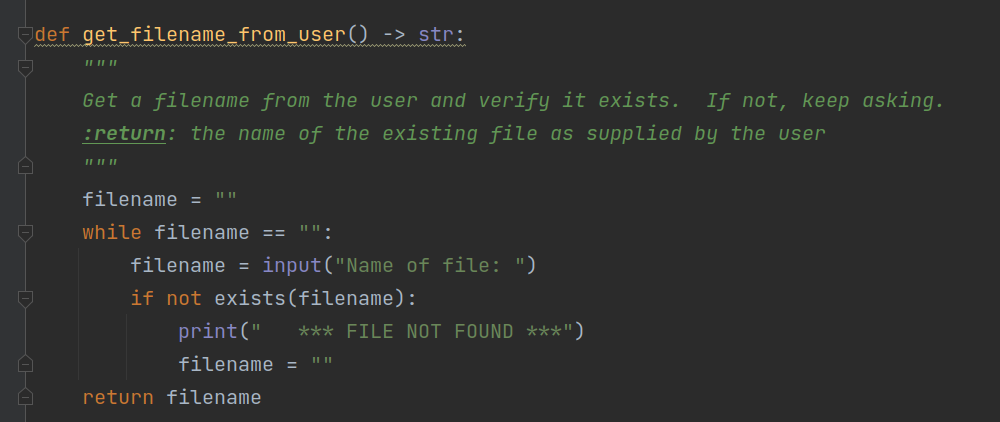 def get_filename_from_user() -> str:
    """
    Get a filename from the user and verify it exists.  If not, keep asking.
    :return: the name of the existing file as supplied by the user
    """
    filename = ""
    while filename == "":
        filename = input("Name of file: ")
        if not exists(filename):
            print("   *** FILE NOT FOUND ***")
            filename = ""
    return filename